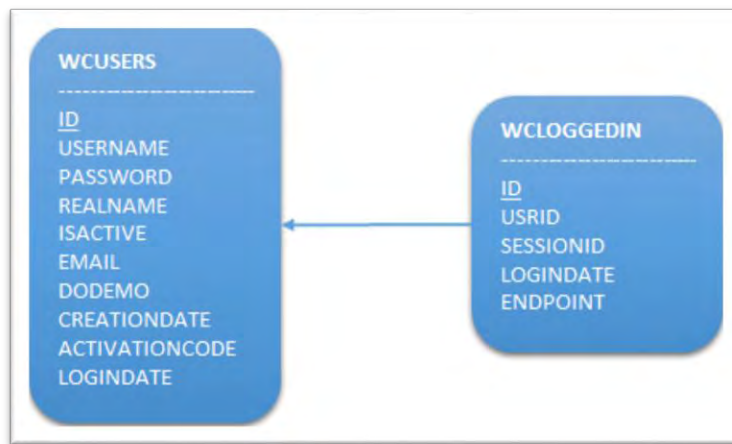 WCUSERS
---------------------------
ID
USERNAME
PASSWORD
REALNAME
ISACTIVE
EMAIL
DODEMO
CREATIONDATE
ACTIVATIONCODE
LOGINDATE
WCLOGGEDIN
---------------------------
ID
USRID
SESSIONID
LOGINDATE
ENDPOINT